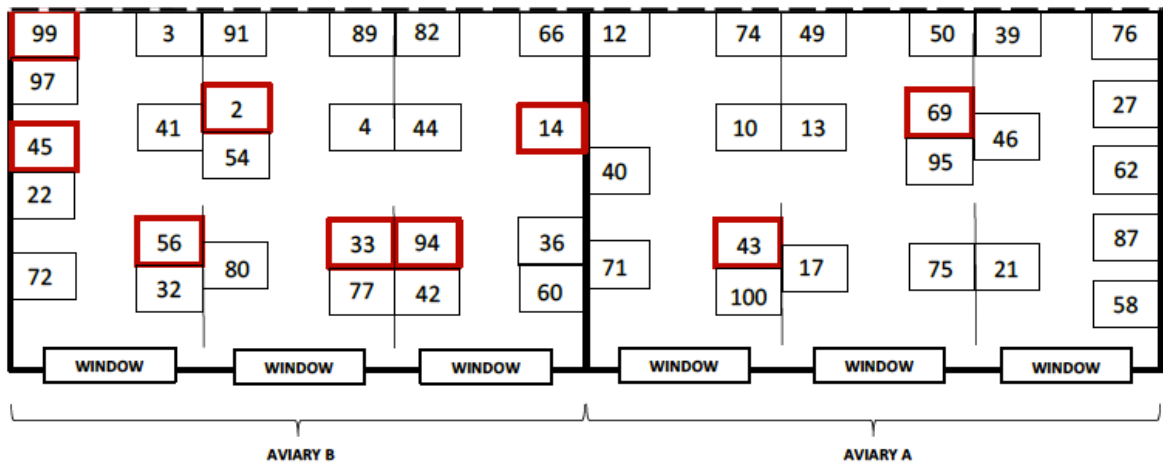 99 3 91 89 82 66 12 74 49 50 39 76
97 2 27
41 4 44 14 10 13 69
45 54 46
22 40 95 62
56 33 94 36 43 87
72 80 71 17 75 21
32 77 42 60 100 58
WINDOW WINDOW WINDOW WINDOW WINDOW WINDOW
AVIARY B AVIARY A